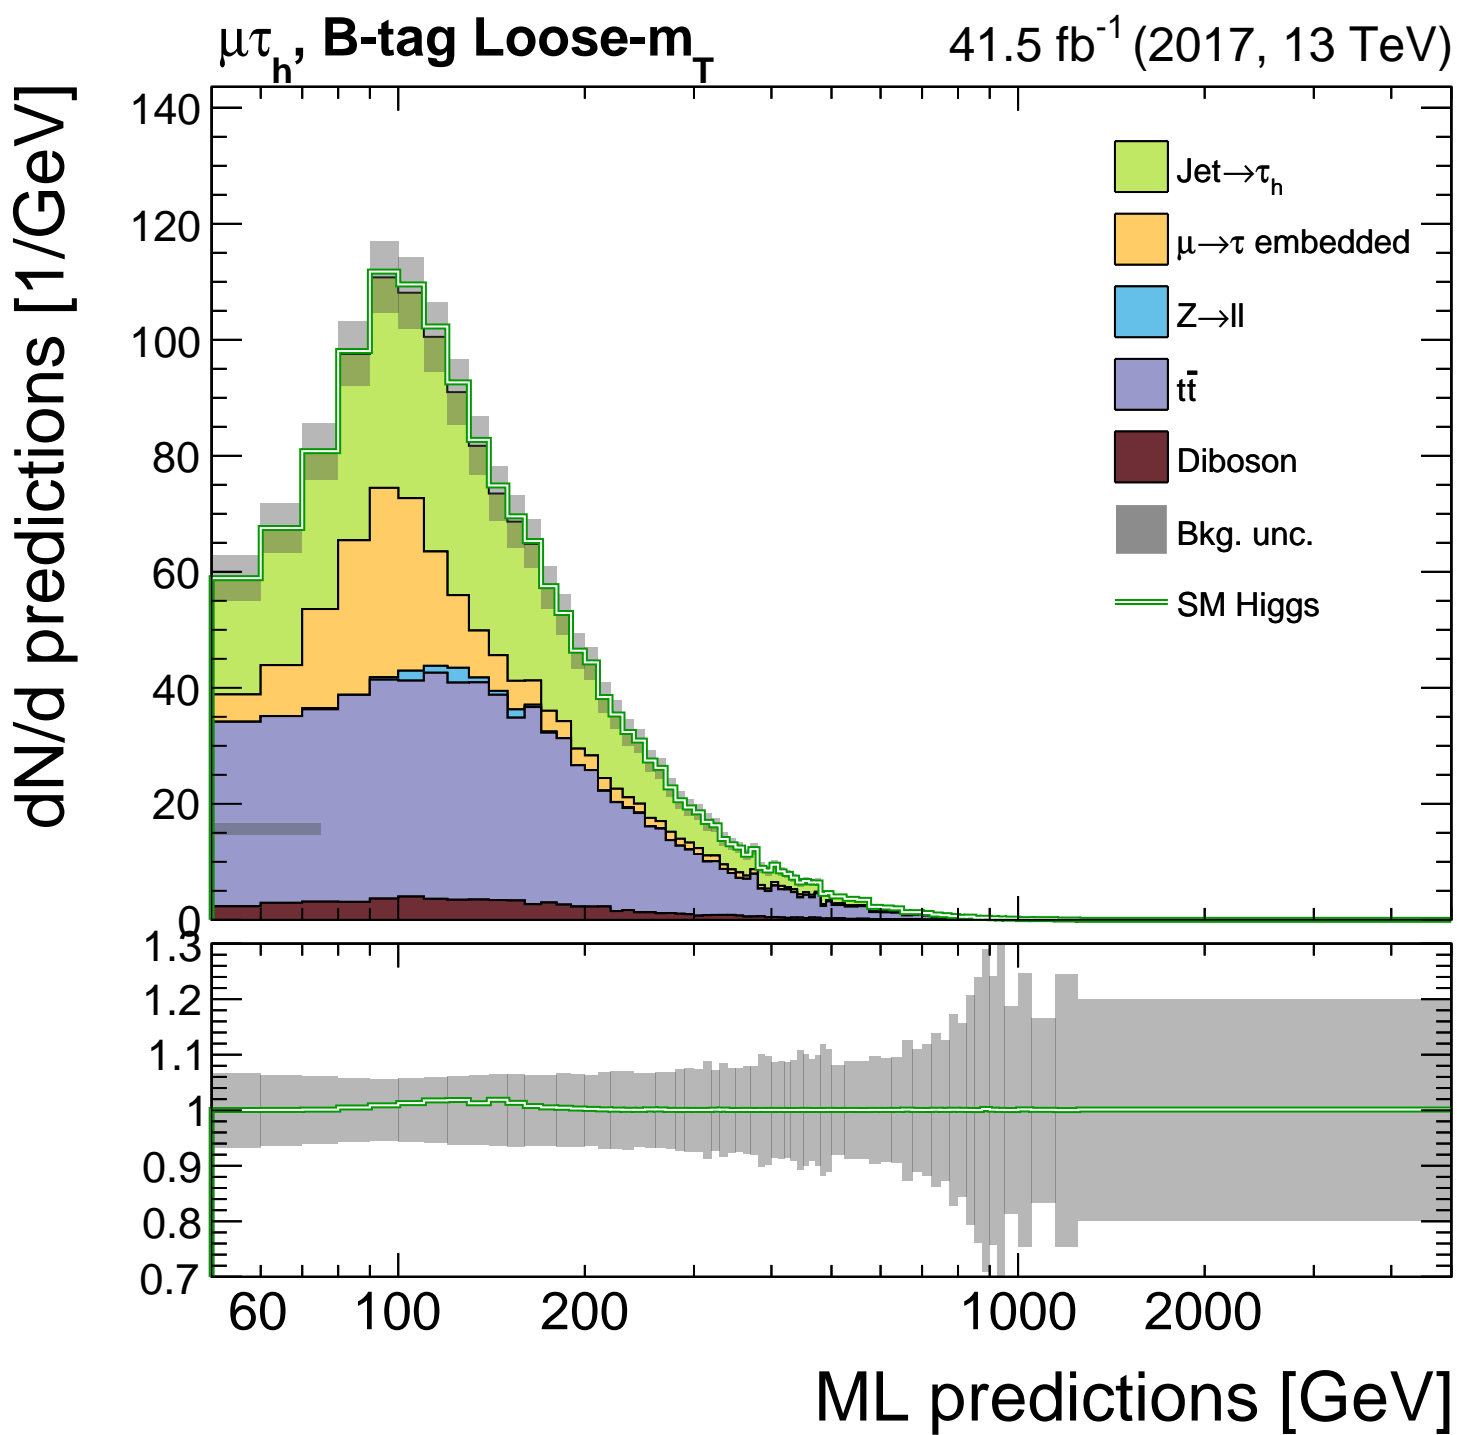 μτₕ, B-tag Loose-m_T
41.5 fb⁻¹ (2017, 13 TeV)
dN/d predictions [1/GeV]
140
120
100
80
60
40
20
0
Jet→τₕ
μ→τ embedded
Z→ll
tt̄
Diboson
Bkg. unc.
SM Higgs
1.3
1.2
1.1
1
0.9
0.8
0.7
60 100 200 1000 2000
ML predictions [GeV]